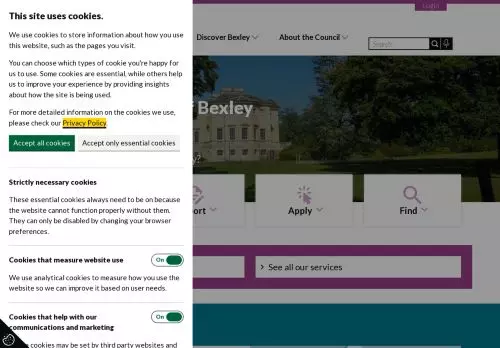 Login
This site uses cookies.
We use cookies to store information about how you use
this website, such as the pages you visit.
You can choose which types of cookie you're happy for
us to use. Some cookies are essential, while others help
us to improve your experience by providing insights
about how the site is being used.
For more detailed information on the cookies we use,
please check our Privacy Policy.
Accept all cookies
Accept only essential cookies
Strictly necessary cookies
These essential cookies always need to be on because
the website cannot function properly without them.
They can only be disabled by changing your browser
preferences.
Cookies that measure website use
On
We use analytical cookies to measure how you use the
website so we can improve it based on user needs.
Cookies that help with our
communications and marketing
On
cookies may be set by third party websites and
Discover Bexley
About the Council
Search
Bexley
Apply
Find
See all our services